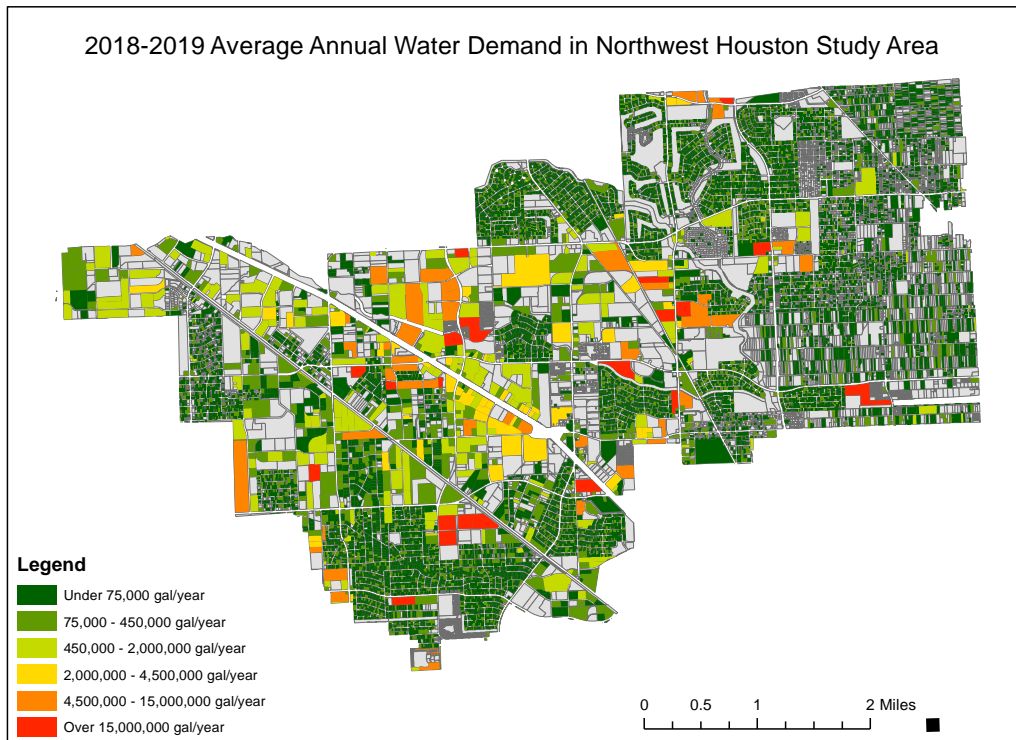 2018-2019 Average Annual Water Demand in Northwest Houston Study Area
Legend
Under 75,000 gal/year
75,000 - 450,000 gal/year
450,000 - 2,000,000 gal/year
2,000,000 - 4,500,000 gal/year
4,500,000 - 15,000,000 gal/year
Over 15,000,000 gal/year
0 0.5 1 2 Miles